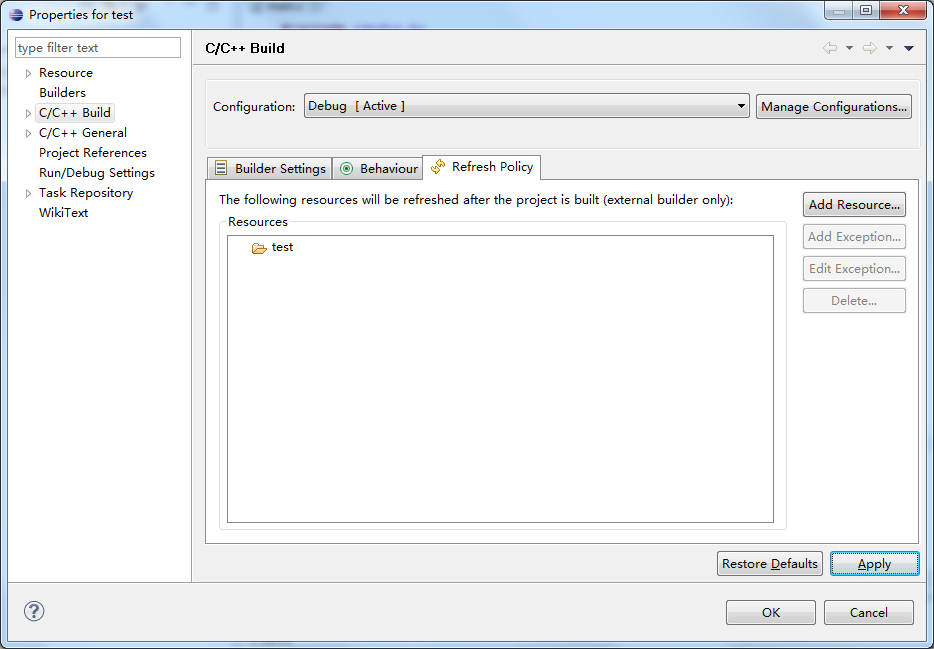 Properties for test
type filter text
Resource
Builders
C/C++ Build
C/C++ General
Project References
Run/Debug Settings
Task Repository
WikiText
C/C++ Build
Configuration:
Debug [ Active ]
Manage Configurations...
Builder Settings
Behaviour
Refresh Policy
The following resources will be refreshed after the project is built (external builder only):
Resources
test
Add Resource...
Add Exception...
Edit Exception...
Delete...
Restore Defaults
Apply
OK
Cancel